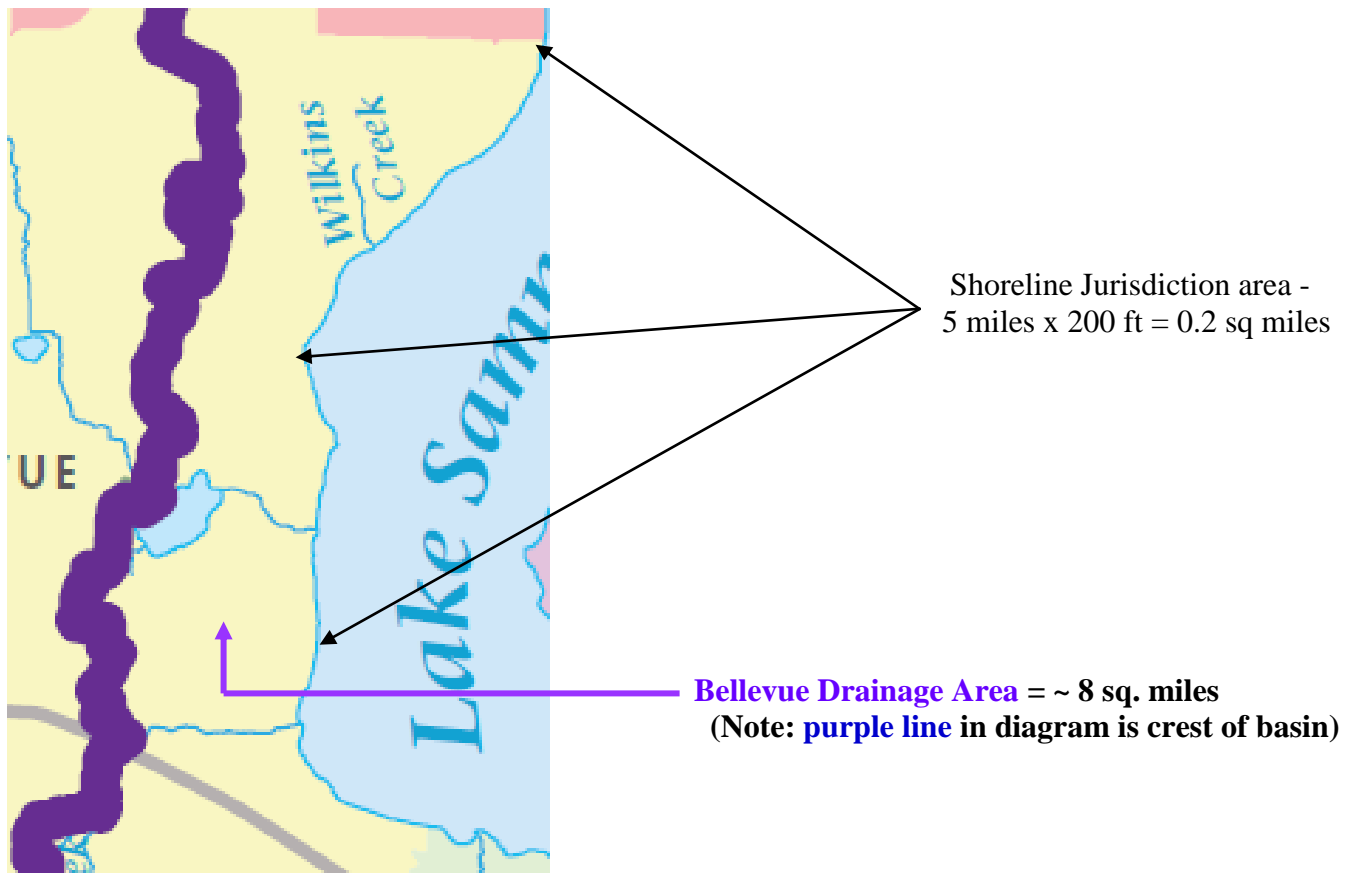 Wilkins
Creek
Shoreline Jurisdiction area -
5 miles x 200 ft = 0.2 sq miles
UE
Lake Samm
Bellevue Drainage Area = ~ 8 sq. miles
(Note: purple line in diagram is crest of basin)